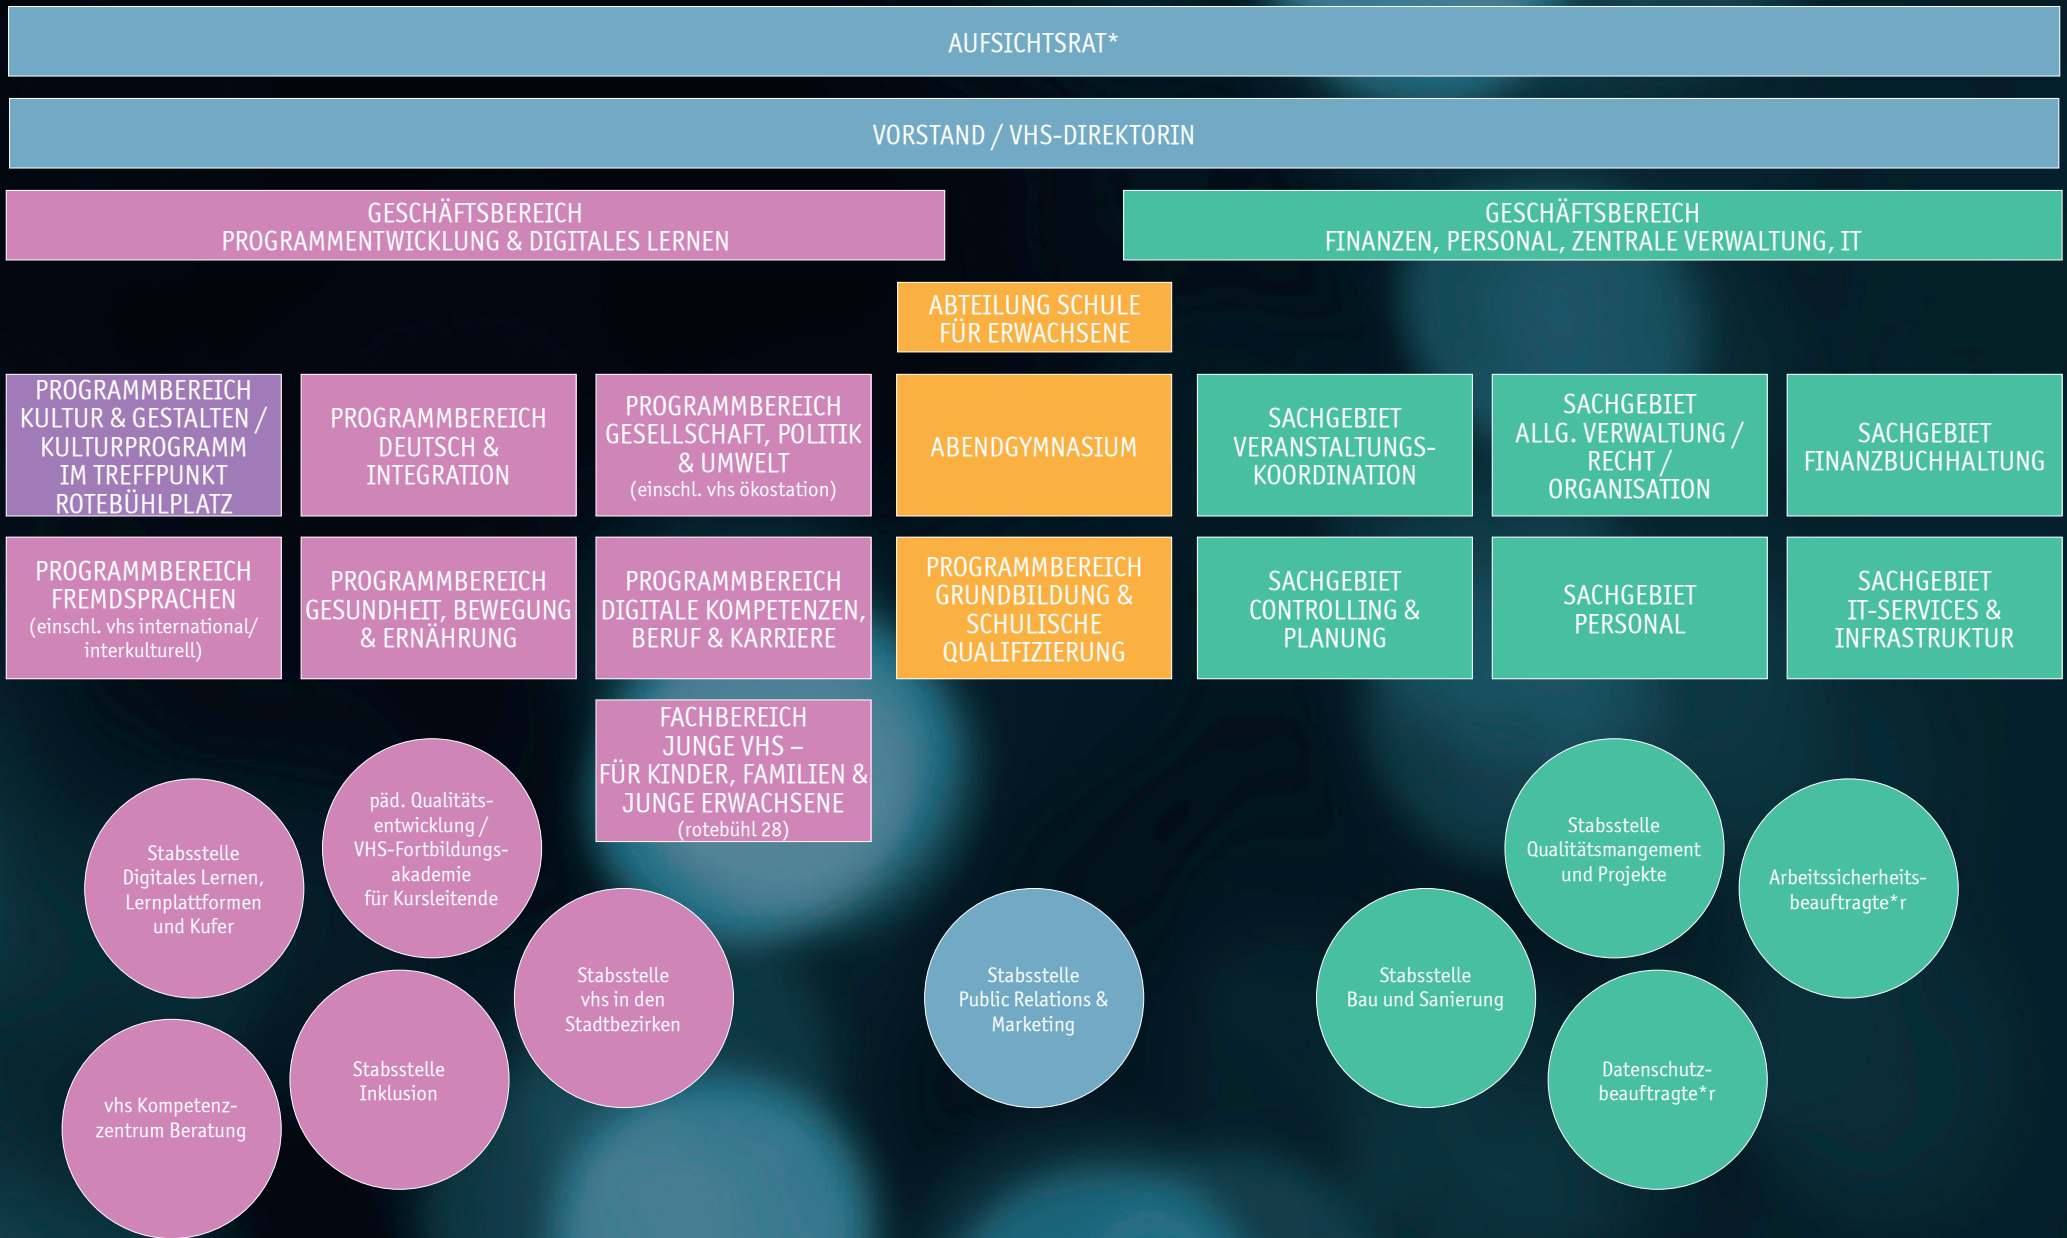 AUFSICHTSRAT*
VORSTAND / VHS-DIREKTORIN
GESCHÄFTSBEREICH
PROGRAMMENTWICKLUNG & DIGITALES LERNEN
GESCHÄFTSBEREICH
FINANZEN, PERSONAL, ZENTRALE VERWALTUNG, IT
ABTEILUNG SCHULE
FÜR ERWACHSENE
PROGRAMMBEREICH
KULTUR & GESTALTEN /
KULTURPROGRAMM
IM TREFFPUNKT
ROTEBÜHLPLATZ
PROGRAMMBEREICH
DEUTSCH &
INTEGRATION
PROGRAMMBEREICH
GESELLSCHAFT, POLITIK
& UMWELT
(einschl. vhs ökostation)
ABENDGYMNASIUM
SACHGEBIET
VERANSTALTUNGS-
KOORDINATION
SACHGEBIET
ALLG. VERWALTUNG /
RECHT /
ORGANISATION
SACHGEBIET
FINANZBUCHHALTUNG
PROGRAMMBEREICH
FREMDSPRACHEN
(einschl. vhs international/
interkulturell)
PROGRAMMBEREICH
GESUNDHEIT, BEWEGUNG
& ERNÄHRUNG
PROGRAMMBEREICH
DIGITALE KOMPETENZEN,
BERUF & KARRIERE
PROGRAMMBEREICH
GRUNDBILDUNG &
SCHULISCHE
QUALIFIZIERUNG
SACHGEBIET
CONTROLLING &
PLANUNG
SACHGEBIET
PERSONAL
SACHGEBIET
IT-SERVICES &
INFRASTRUKTUR
FACHBEREICH
JUNGE VHS –
FÜR KINDER, FAMILIEN &
JUNGE ERWACHSENE
(rotebühl 28)
Stabsstelle
Digitales Lernen,
Lernplattformen
und Kufer
päd. Qualitäts-
entwicklung /
VHS-Fortbildungs-
akademie
für Kursleitende
Stabsstelle
vhs in den
Stadtbezirken
vhs Kompetenz-
zentrum Beratung
Stabsstelle
Inklusion
Stabsstelle
Public Relations &
Marketing
Stabsstelle
Bau und Sanierung
Stabsstelle
Qualitätsmangement
und Projekte
Arbeitssicherheits-
beauftragte*r
Datenschutz-
beauftragte*r